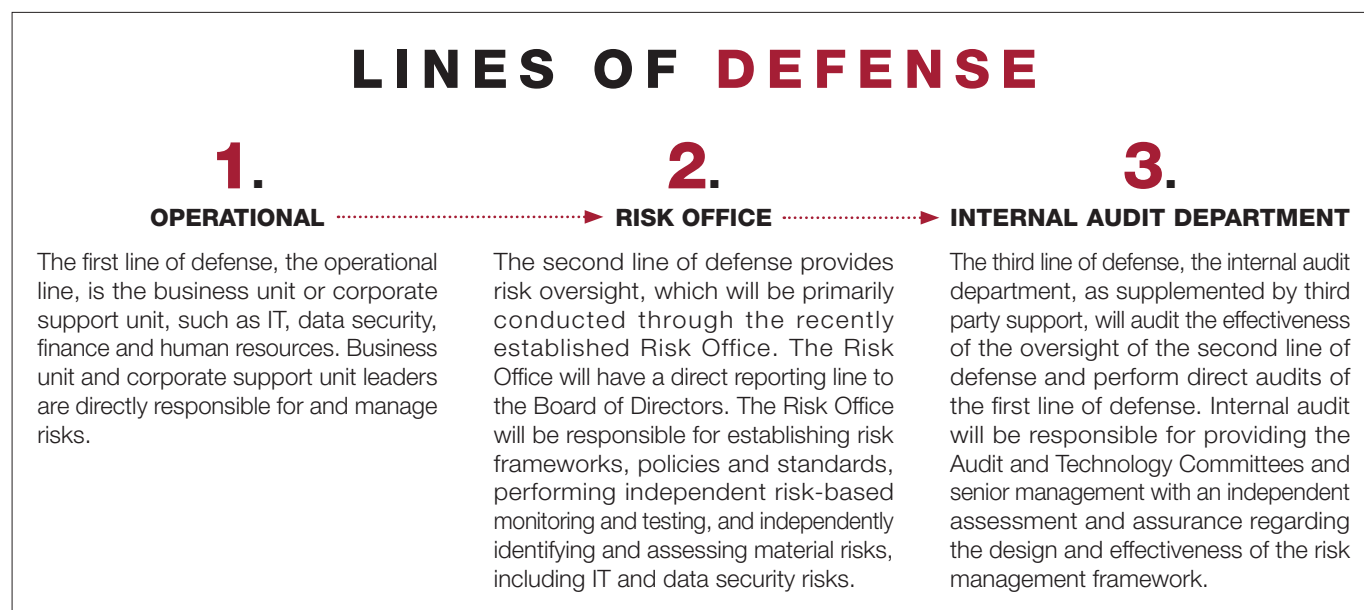 LINES OF DEFENSE
1.
OPERATIONAL
The first line of defense, the operational
line, is the business unit or corporate
support unit, such as IT, data security,
finance and human resources. Business
unit and corporate support unit leaders
are directly responsible for and manage
risks.
2.
RISK OFFICE
The second line of defense provides
risk oversight, which will be primarily
conducted through the recently
established Risk Office. The Risk
Office will have a direct reporting line to
the Board of Directors. The Risk Office
will be responsible for establishing risk
frameworks, policies and standards,
performing independent risk-based
monitoring and testing, and independently
identifying and assessing material risks,
including IT and data security risks.
3.
INTERNAL AUDIT DEPARTMENT
The third line of defense, the internal audit
department, as supplemented by third
party support, will audit the effectiveness
of the oversight of the second line of
defense and perform direct audits of
the first line of defense. Internal audit
will be responsible for providing the
Audit and Technology Committees and
senior management with an independent
assessment and assurance regarding
the design and effectiveness of the risk
management framework.